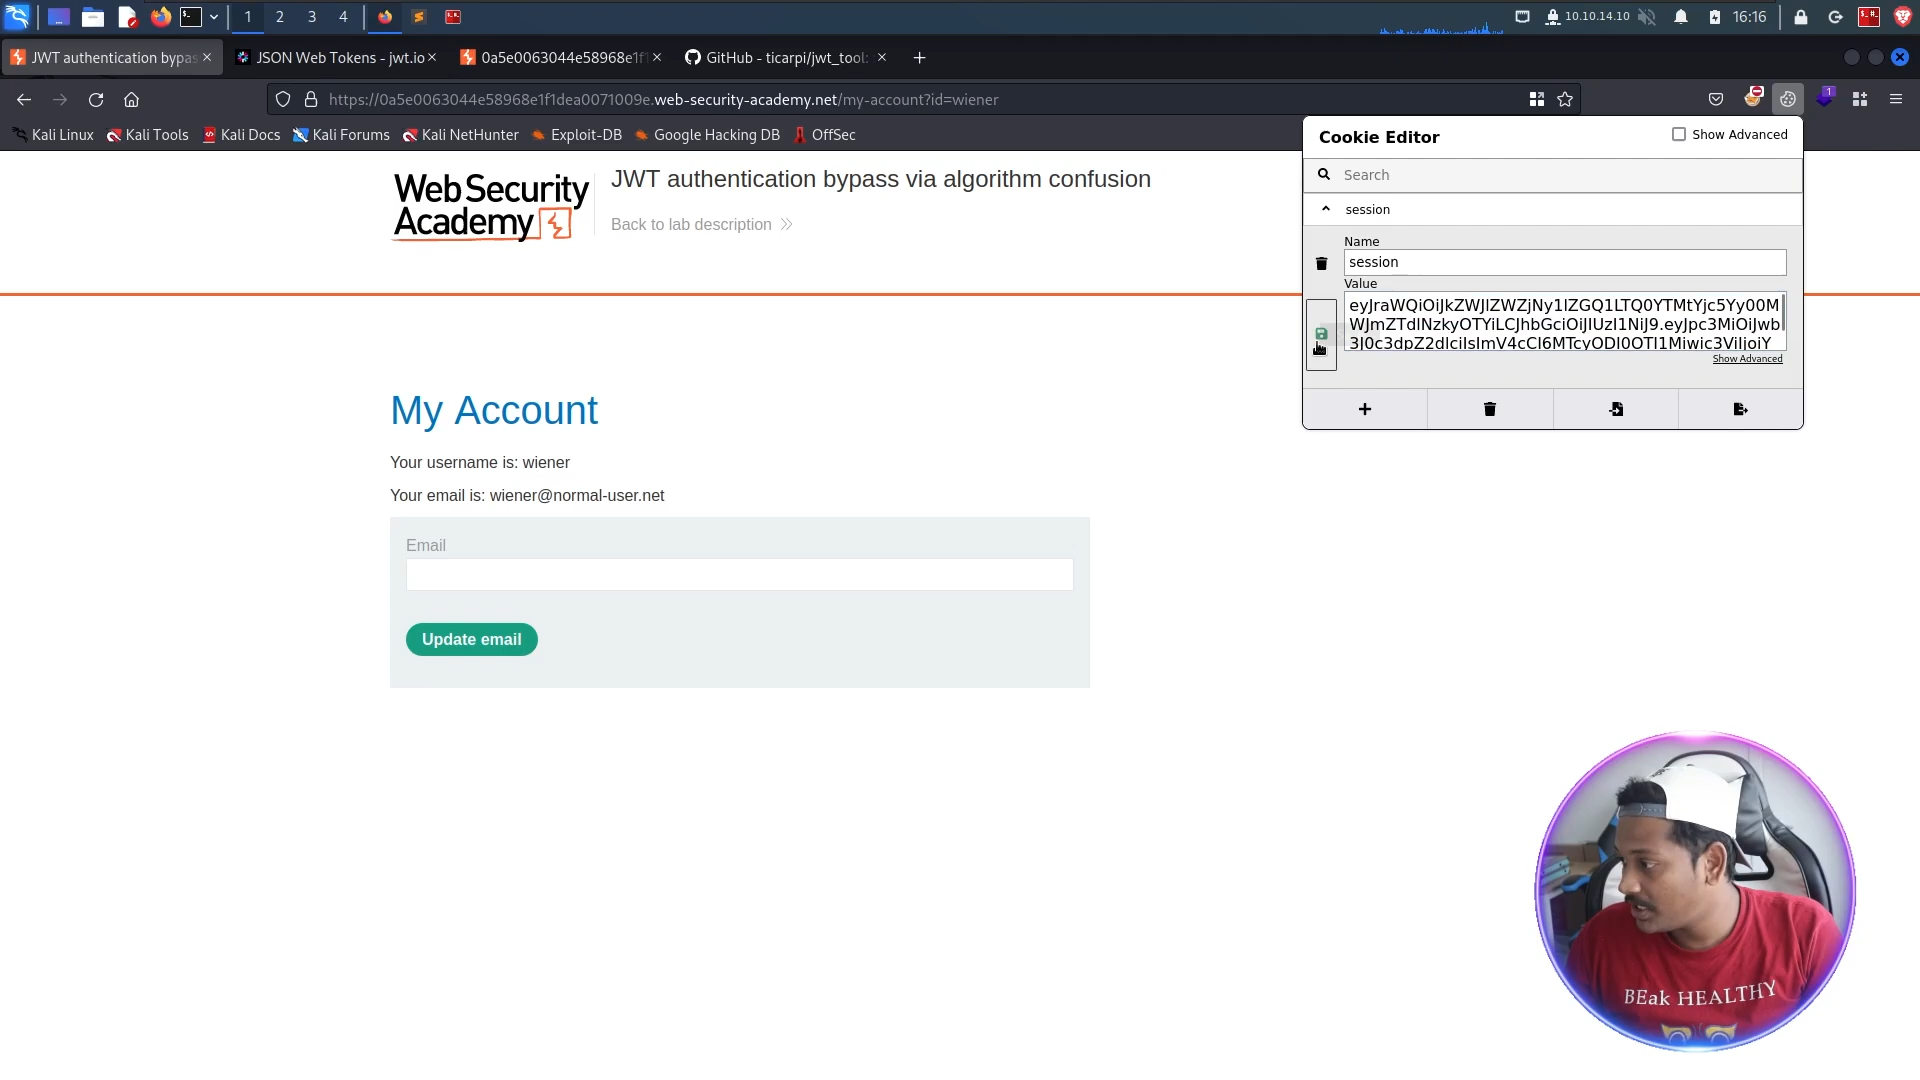 1 2 3 4 10.10.14.10 16:16
JWT authentication bypas
JSON Web Tokens - jwt.io
0a5e0063044e58968e1f1
GitHub - ticarpi/jwt_tool:
https://0a5e0063044e58968e1f1dea0071009e.web-security-academy.net/my-account?id=wiener
1
Kali Linux Kali Tools Kali Docs Kali Forums Kali NetHunter Exploit-DB Google Hacking DB OffSec
Cookie Editor
Show Advanced
Search
session
Name
session
Value
eyJraWQiOiJkZWJlZWZjNy1lZGQ1LTQ0YTMtYjc5Yy00M
WJmZTdlNzkyOTYiLCJhbGciOiJIUzI1NiJ9.eyJpc3MiOiJwb
3J0c3dpZ2dlciIsImV4cCI6MTcyODI0OTI1Miwic3ViIjoiY
Show Advanced
WebSecurity
Academy
JWT authentication bypass via algorithm confusion
Back to lab description
My Account
Your username is: wiener
Your email is: wiener@normal-user.net
Email
Update email
BEak HEALTHY